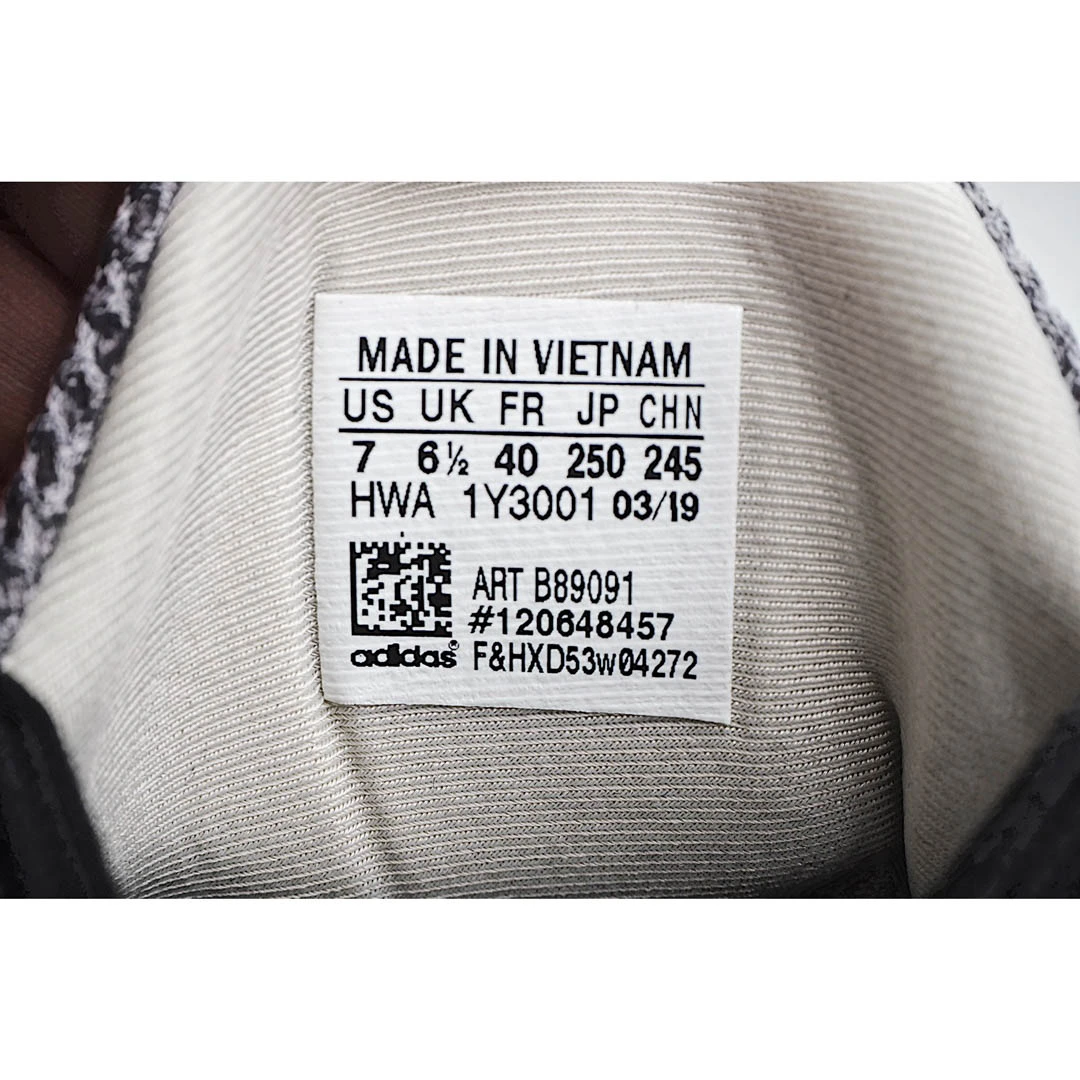 MADE IN VIETNAM
US UK FR JP CHN
7 6½ 40 250 245
HWA 1Y3001 03/19
ART B89091
#120648457
adidas® F&HXD53w04272